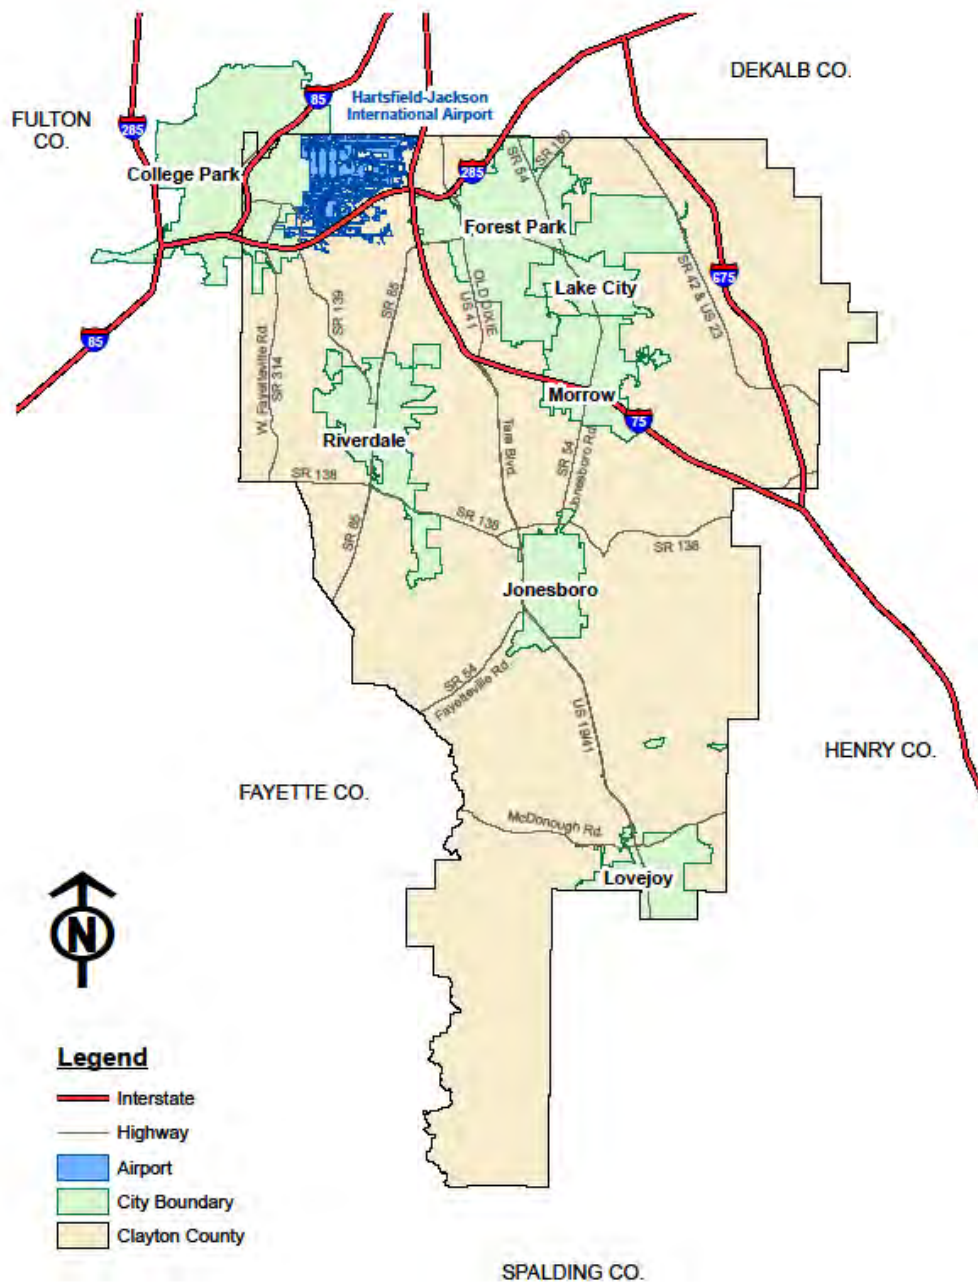 DEKALB CO.
FULTON
CO.
85
Hartsfield-Jackson
International Airport
285
College Park
285
SR 54
SR 160
Forest Park
SR 42 & US 23
675
Lake City
OLD DIXIE
US 41
SR 139
SR 85
W. Fayetteville Rd.
SR 314
85
Morrow
75
Riverdale
Tara Blvd.
SR 54
Jonesboro Rd.
SR 138
SR 138
SR 138
SR 85
Jonesboro
SR 54
Fayetteville Rd.
US 19/41
HENRY CO.
FAYETTE CO.
McDonough Rd.
Lovejoy
N
Legend
Interstate
Highway
Airport
City Boundary
Clayton County
SPALDING CO.